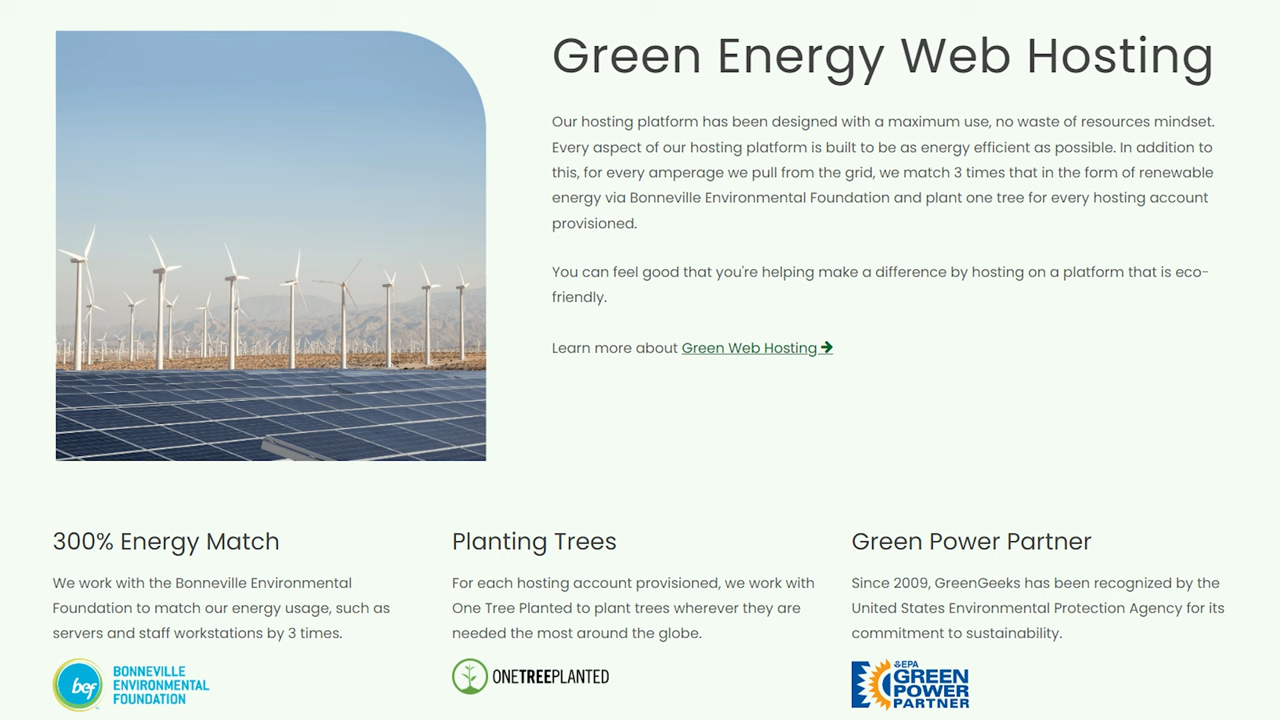 Green Energy Web Hosting
Our hosting platform has been designed with a maximum use, no waste of resources mindset.
Every aspect of our hosting platform is built to be as energy efficient as possible. In addition to
this, for every amperage we pull from the grid, we match 3 times that in the form of renewable
energy via Bonneville Environmental Foundation and plant one tree for every hosting account
provisioned.
You can feel good that you're helping make a difference by hosting on a platform that is eco-
friendly.
Learn more about Green Web Hosting
300% Energy Match
We work with the Bonneville Environmental
Foundation to match our energy usage, such as
servers and staff workstations by 3 times.
bef
BONNEVILLE
ENVIRONMENTAL
FOUNDATION
Planting Trees
For each hosting account provisioned, we work with
One Tree Planted to plant trees wherever they are
needed the most around the globe.
ONETREEPLANTED
Green Power Partner
Since 2009, GreenGeeks has been recognized by the
United States Environmental Protection Agency for its
commitment to sustainability.
EPA
GREEN
POWER
PARTNER